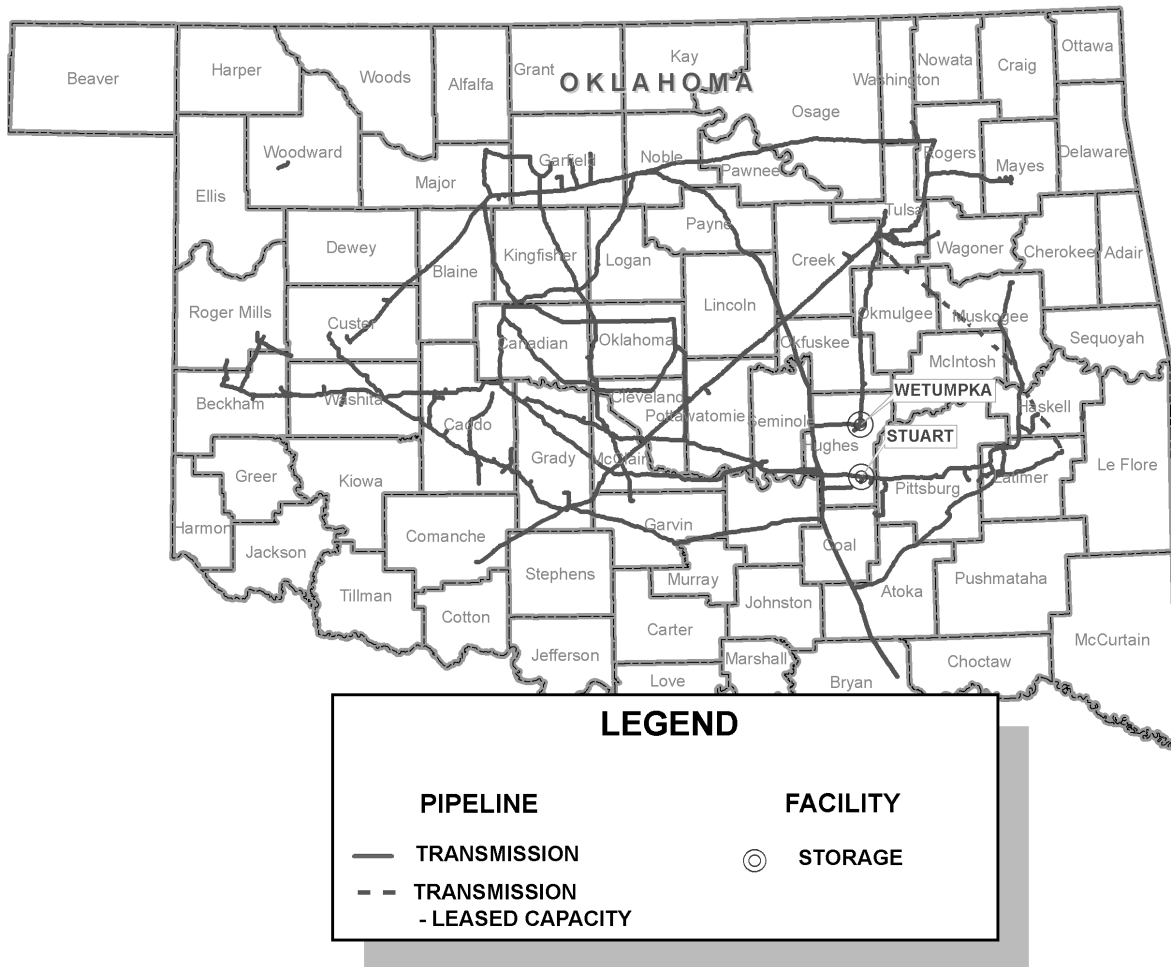 Ottawa
Kay
Nowata
Craig
Beaver
Harper
Woods
Alfalfa
Grant
OKLAHOMA
Washington
Osage
Woodward
Garfield
Noble
Pawnee
Rogers
Mayes
Delaware
Major
Ellis
Tulsa
Payne
Dewey
Kingfisher
Logan
Creek
Wagoner
Cherokee
Adair
Blaine
Lincoln
Roger Mills
Custer
Okmulgee
Muskogee
Canadian
Oklahoma
Okfuskee
Sequoyah
McIntosh
WETUMPKA
Beckham
Washita
Cleveland
Haskell
Pottawatomie
Seminole
Caddo
STUART
Hughes
Grady
McClain
Le Flore
Greer
Kiowa
Latimer
Pittsburg
Harmon
Garvin
Comanche
Coal
Jackson
Stephens
Murray
Pushmataha
Tillman
Atoka
Johnston
Cotton
Carter
McCurtain
Jefferson
Marshall
Choctaw
Love
Bryan
LEGEND
PIPELINE
FACILITY
TRANSMISSION
STORAGE
TRANSMISSION
- LEASED CAPACITY